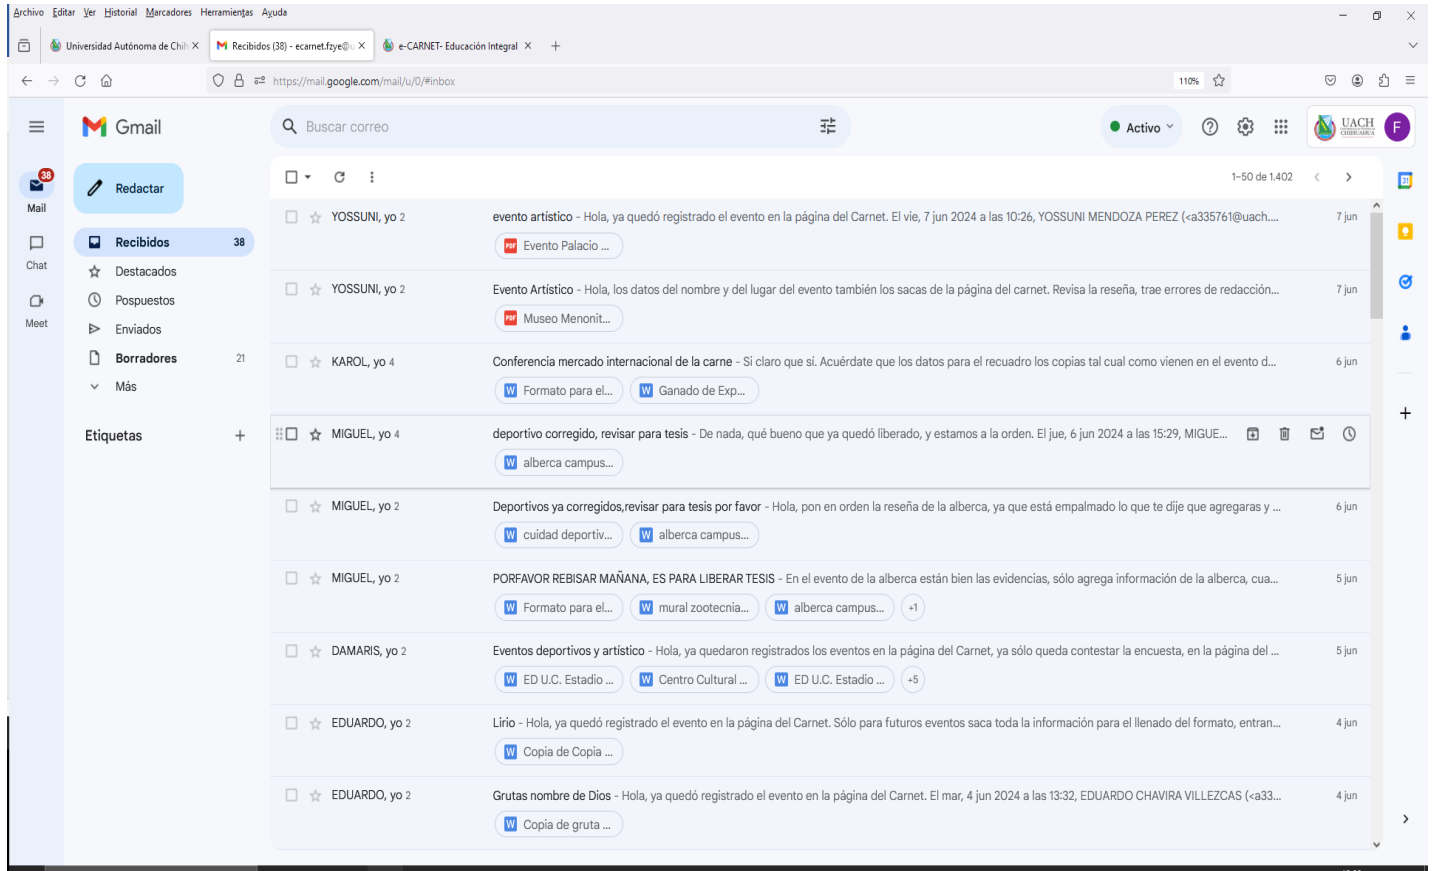 Archivo Editar Ver Historial Marcadores Herramientas Ayuda
Universidad Autónoma de Chih
Recibidos (38) - ecarnet.fzye@u
e-CARNET- Educación Integral
https://mail.google.com/mail/u/0/#inbox
110%
Gmail
Buscar correo
Activo
UACH
F
38
Mail
Chat
Meet
Redactar
Recibidos 38
Destacados
Pospuestos
Enviados
Borradores 21
Más
Etiquetas
1–50 de 1.402
31
YOSSUNI, yo 2 evento artístico - Hola, ya quedó registrado el evento en la página del Carnet. El vie, 7 jun 2024 a las 10:26, YOSSUNI MENDOZA PEREZ (<a335761@uach.... 7 jun
PDF Evento Palacio ...
YOSSUNI, yo 2 Evento Artístico - Hola, los datos del nombre y del lugar del evento también los sacas de la página del carnet. Revisa la reseña, trae errores de redacción... 7 jun
PDF Museo Menonit...
KAROL, yo 4 Conferencia mercado internacional de la carne - Si claro que sí. Acuérdate que los datos para el recuadro los copias tal cual como vienen en el evento d... 6 jun
W Formato para el... W Ganado de Exp...
MIGUEL, yo 4 deportivo corregido, revisar para tesis - De nada, qué bueno que ya quedó liberado, y estamos a la orden. El jue, 6 jun 2024 a las 15:29, MIGUE...
W alberca campus...
MIGUEL, yo 2 Deportivos ya corregidos,revisar para tesis por favor - Hola, pon en orden la reseña de la alberca, ya que está empalmado lo que te dije que agregaras y ... 6 jun
W cuidad deportiv... W alberca campus...
MIGUEL, yo 2 PORFAVOR REBISAR MAÑANA, ES PARA LIBERAR TESIS - En el evento de la alberca están bien las evidencias, sólo agrega información de la alberca, cua... 5 jun
W Formato para el... W mural zootecnia... W alberca campus... +1
DAMARIS, yo 2 Eventos deportivos y artístico - Hola, ya quedaron registrados los eventos en la página del Carnet, ya sólo queda contestar la encuesta, en la página del ... 5 jun
W ED U.C. Estadio ... W Centro Cultural ... W ED U.C. Estadio ... +5
EDUARDO, yo 2 Lirio - Hola, ya quedó registrado el evento en la página del Carnet. Sólo para futuros eventos saca toda la información para el llenado del formato, entran... 4 jun
W Copia de Copia ...
EDUARDO, yo 2 Grutas nombre de Dios - Hola, ya quedó registrado el evento en la página del Carnet. El mar, 4 jun 2024 a las 13:32, EDUARDO CHAVIRA VILLEZCAS (<a33... 4 jun
W Copia de gruta ...